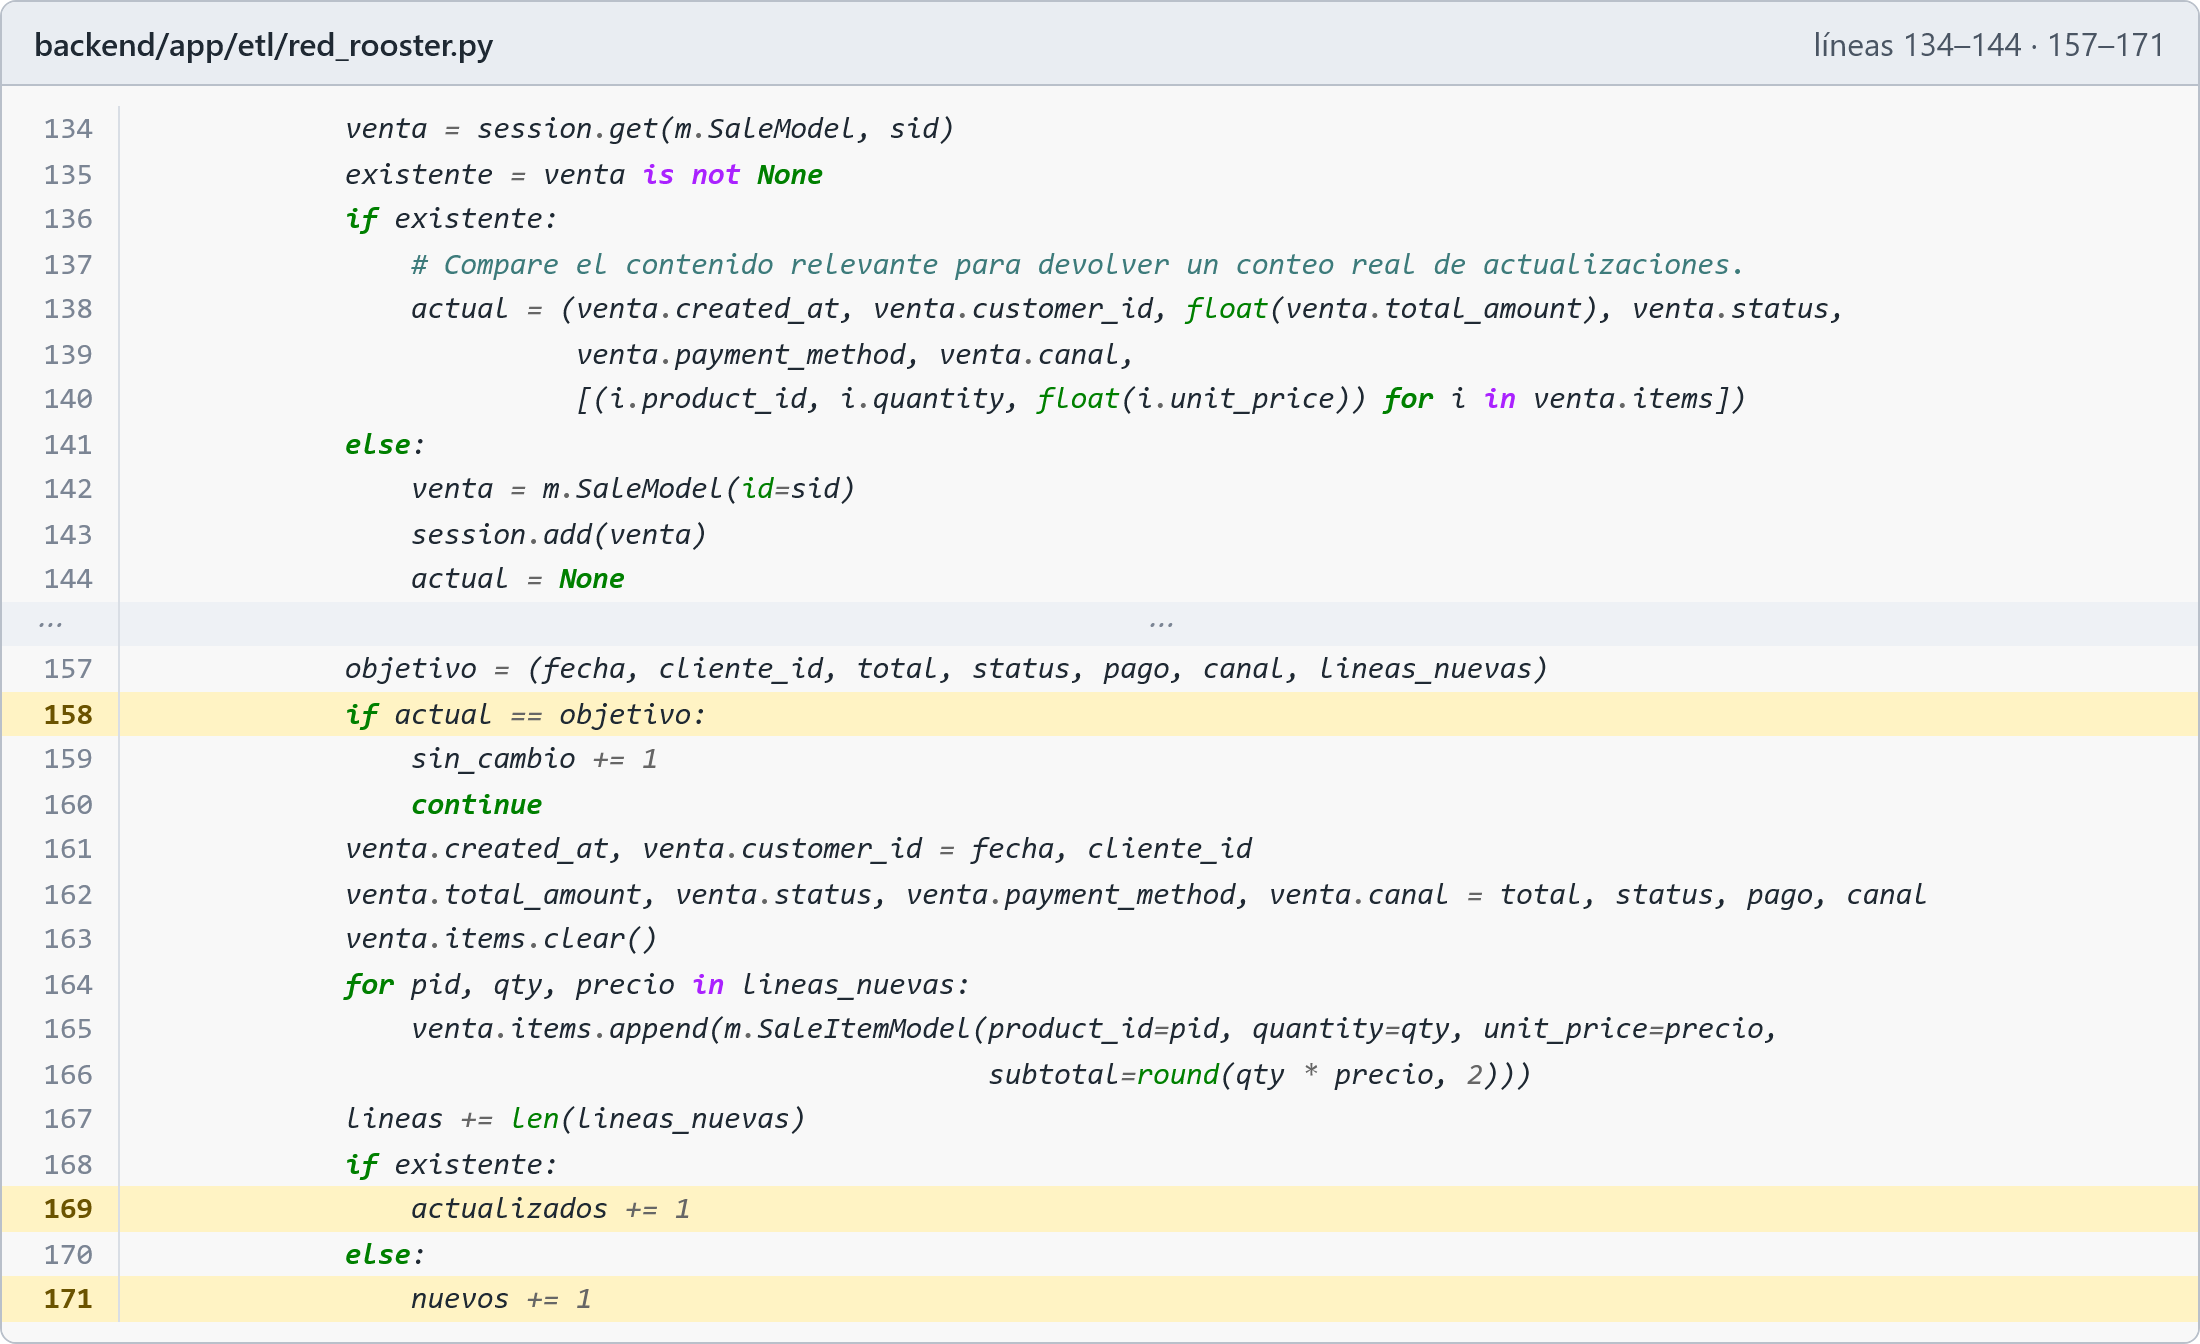 backend/app/etl/red_rooster.py líneas 134–144 · 157–171
134 venta = session.get(m.SaleModel, sid)
135 existente = venta is not None
136 if existente:
137 # Compare el contenido relevante para devolver un conteo real de actualizaciones.
138 actual = (venta.created_at, venta.customer_id, float(venta.total_amount), venta.status,
139 venta.payment_method, venta.canal,
140 [(i.product_id, i.quantity, float(i.unit_price)) for i in venta.items])
141 else:
142 venta = m.SaleModel(id=sid)
143 session.add(venta)
144 actual = None
... ...
157 objetivo = (fecha, cliente_id, total, status, pago, canal, lineas_nuevas)
158 if actual == objetivo:
159 sin_cambio += 1
160 continue
161 venta.created_at, venta.customer_id = fecha, cliente_id
162 venta.total_amount, venta.status, venta.payment_method, venta.canal = total, status, pago, canal
163 venta.items.clear()
164 for pid, qty, precio in lineas_nuevas:
165 venta.items.append(m.SaleItemModel(product_id=pid, quantity=qty, unit_price=precio,
166 subtotal=round(qty * precio, 2)))
167 lineas += len(lineas_nuevas)
168 if existente:
169 actualizados += 1
170 else:
171 nuevos += 1